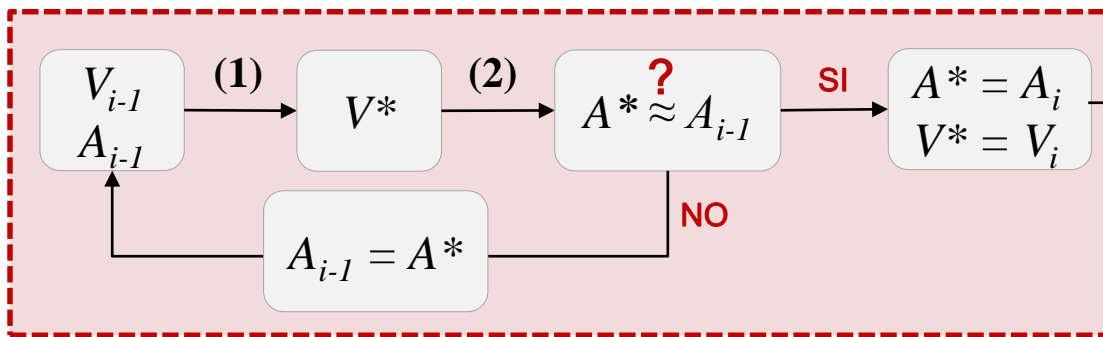 V_{i-1}
A_{i-1}
(1)
V*
(2)
?
A* ≈ A_{i-1}
SI
A* = A_i
V* = V_i
NO
A_{i-1} = A*